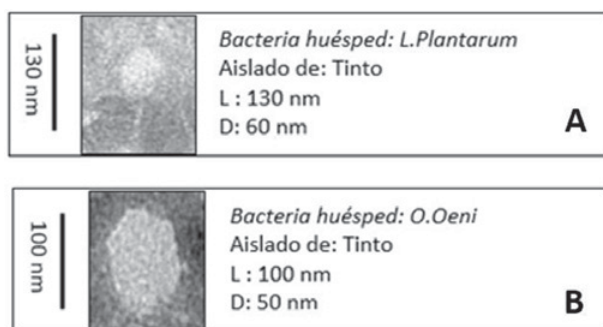 130 nm
Bacteria huésped: L.Plantarum
Aislado de: Tinto
L : 130 nm
D: 60 nm
A
100 nm
Bacteria huésped: O.Oeni
Aislado de: Tinto
L : 100 nm
D: 50 nm
B